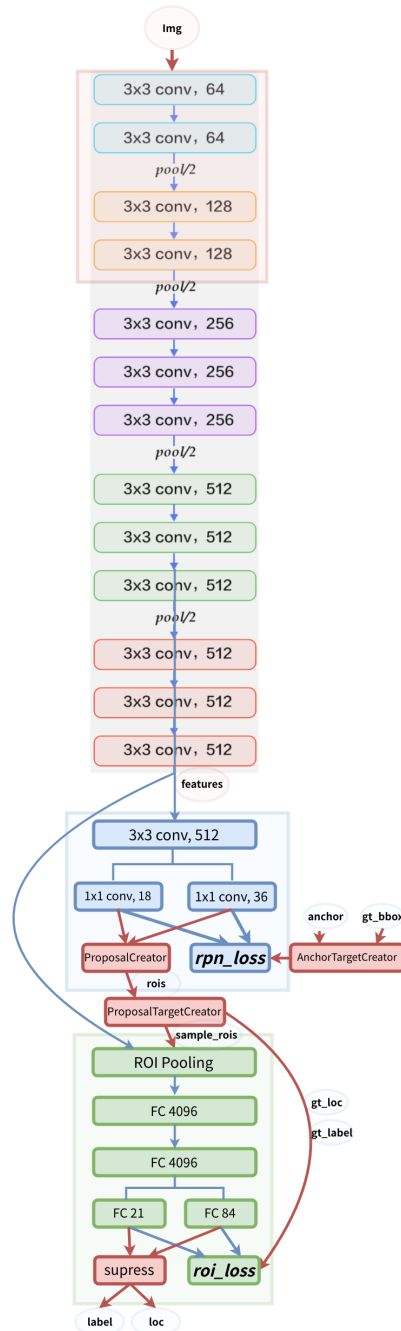 Img
3x3 conv, 64
3x3 conv, 64
pool/2
3x3 conv, 128
3x3 conv, 128
pool/2
3x3 conv, 256
3x3 conv, 256
3x3 conv, 256
pool/2
3x3 conv, 512
3x3 conv, 512
3x3 conv, 512
pool/2
3x3 conv, 512
3x3 conv, 512
3x3 conv, 512
features
3x3 conv, 512
1x1 conv, 18
1x1 conv, 36
anchor
gt_bbox
ProposalCreator
rpn_loss
AnchorTargetCreator
rois
ProposalTargetCreator
sample_rois
ROI Pooling
gt_loc
FC 4096
gt_label
FC 4096
FC 21
FC 84
supress
roi_loss
label
loc